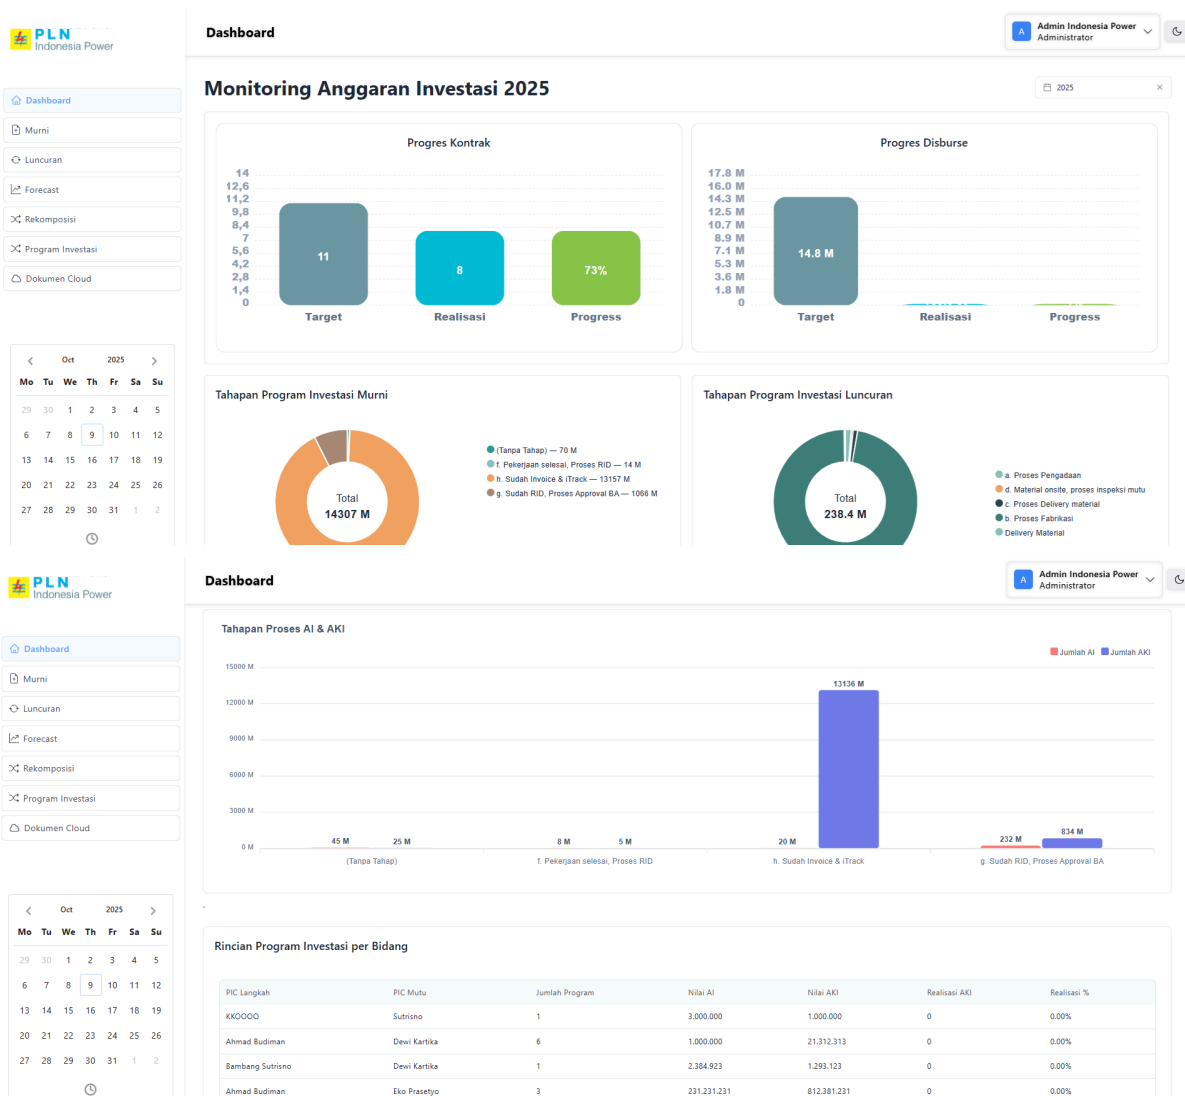 PLN
Indonesia Power
Dashboard
A
Admin Indonesia Power
Administrator
Dashboard
Murni
Luncuran
Forecast
Rekomposisi
Program Investasi
Dokumen Cloud
Oct 2025
Mo Tu We Th Fr Sa Su
29 30 1 2 3 4 5
6 7 8 9 10 11 12
13 14 15 16 17 18 19
20 21 22 23 24 25 26
27 28 29 30 31 1 2
Monitoring Anggaran Investasi 2025
2025
Progres Kontrak
14
12,6
11,2
9,8
8,4
7
5,6
4,2
2,8
1,4
0
11
8
73%
Target Realisasi Progress
Progres Disburse
17.8 M
16.0 M
14.3 M
12.5 M
10.7 M
8.9 M
7.1 M
5.3 M
3.6 M
1.8 M
0
14.8 M
Target Realisasi Progress
Tahapan Program Investasi Murni
Total
14307 M
(Tanpa Tahap) — 70 M
f. Pekerjaan selesai, Proses RID — 14 M
h. Sudah Invoice & iTrack — 13157 M
g. Sudah RID, Proses Approval BA — 1066 M
Tahapan Program Investasi Luncuran
Total
238.4 M
a. Proses Pengadaan
d. Material onsite, proses inspeksi mutu
c. Proses Delivery material
b. Proses Fabrikasi
Delivery Material
PLN
Indonesia Power
Dashboard
A
Admin Indonesia Power
Administrator
Dashboard
Murni
Luncuran
Forecast
Rekomposisi
Program Investasi
Dokumen Cloud
Oct 2025
Mo Tu We Th Fr Sa Su
29 30 1 2 3 4 5
6 7 8 9 10 11 12
13 14 15 16 17 18 19
20 21 22 23 24 25 26
27 28 29 30 31 1 2
Tahapan Proses AI & AKI
Jumlah AI Jumlah AKI
15000 M
12000 M
9000 M
6000 M
3000 M
0 M
45 M 25 M
8 M 5 M
20 M 13136 M
232 M 834 M
(Tanpa Tahap) f. Pekerjaan selesai, Proses RID h. Sudah Invoice & iTrack g. Sudah RID, Proses Approval BA
Rincian Program Investasi per Bidang
PIC Langkah PIC Mutu Jumlah Program Nilai AI Nilai AKI Realisasi AKI Realisasi %
KKOOOO Sutrisno 1 3.000.000 1.000.000 0 0.00%
Ahmad Budiman Dewi Kartika 6 1.000.000 21.312.313 0 0.00%
Bambang Sutrisno Dewi Kartika 1 2.384.923 1.293.123 0 0.00%
Ahmad Budiman Eko Prasetyo 3 231.231.231 812.381.231 0 0.00%